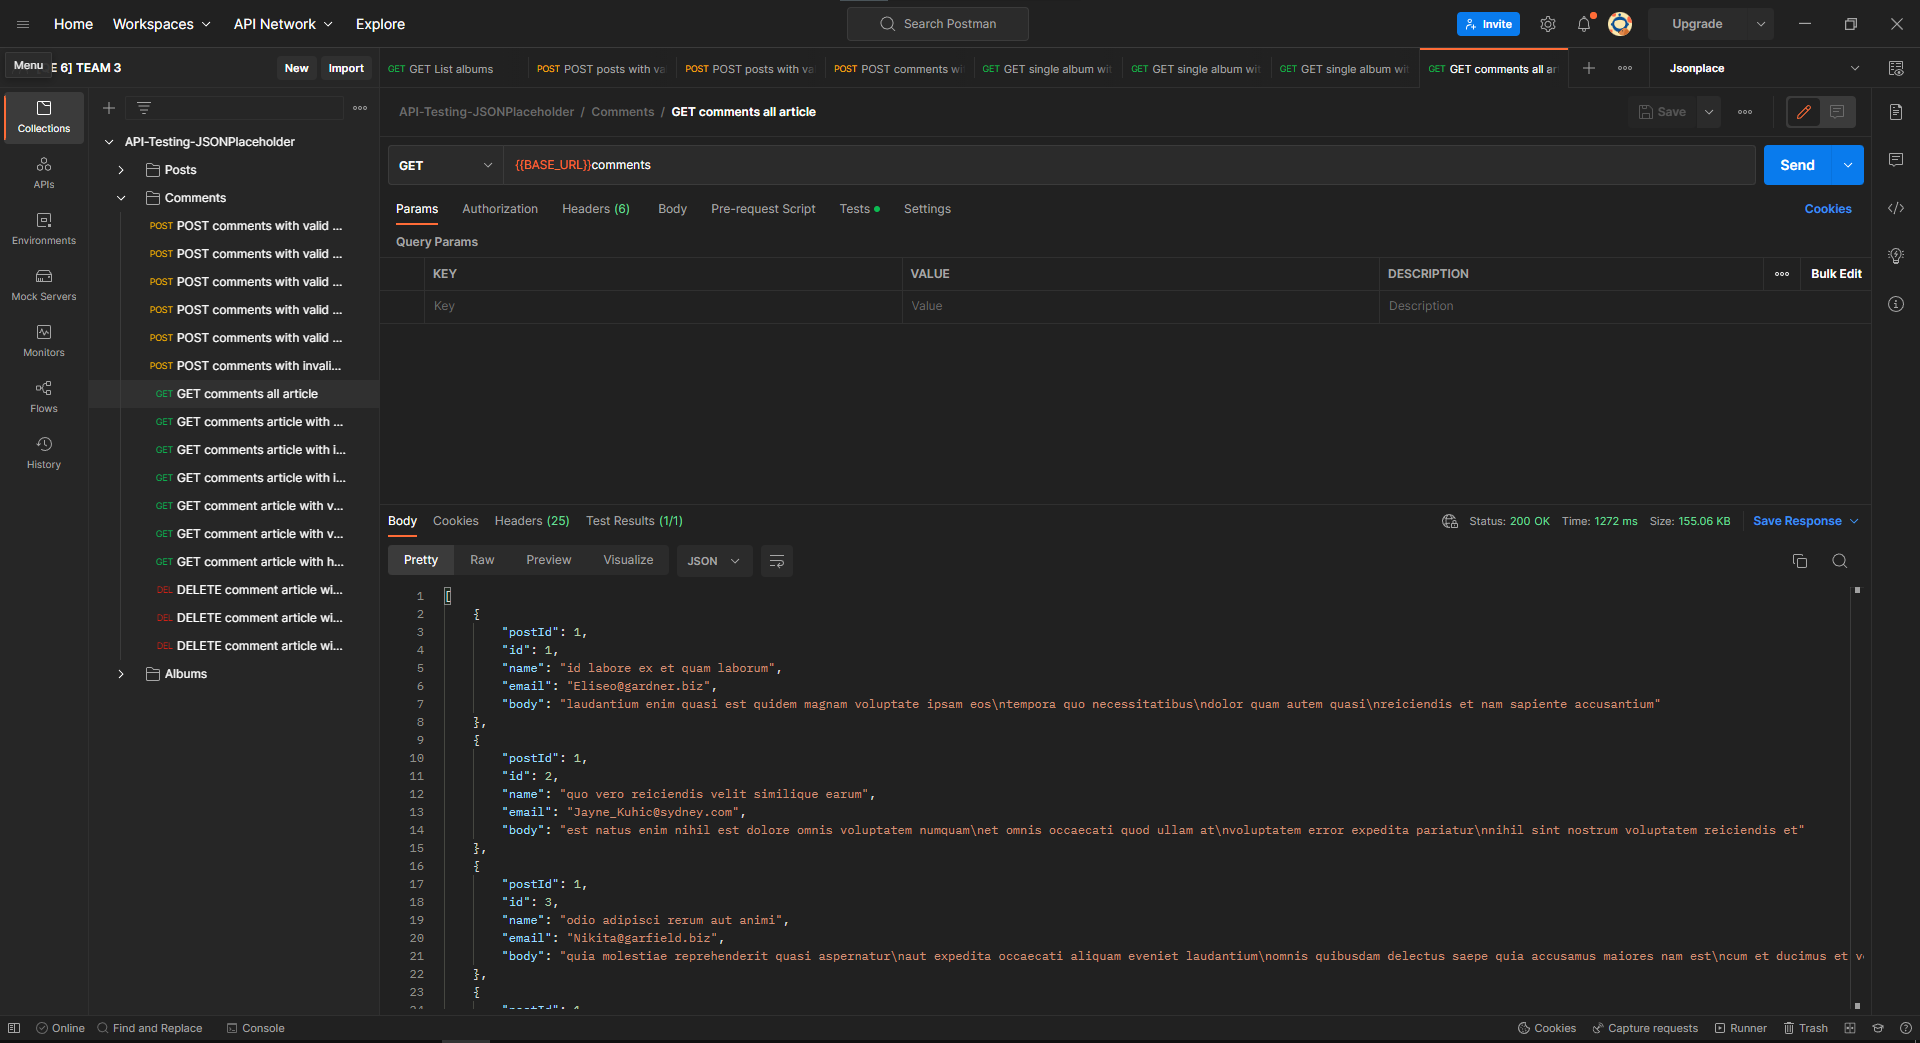 Home Workspaces API Network Explore
Search Postman
Invite
Upgrade
Menu E 6] TEAM 3
New Import
GET GET List albums
POST POST posts with va
POST POST posts with va
POST POST comments wi
GET GET single album wit
GET GET single album wit
GET GET single album wit
GET GET comments all ar
Jsonplace
Collections
APIs
Environments
Mock Servers
Monitors
Flows
History
API-Testing-JSONPlaceholder
Posts
Comments
POST POST comments with valid ...
POST POST comments with valid ...
POST POST comments with valid ...
POST POST comments with valid ...
POST POST comments with valid ...
POST POST comments with invali...
GET GET comments all article
GET GET comments article with ...
GET GET comments article with i...
GET GET comments article with i...
GET GET comment article with v...
GET GET comment article with v...
GET GET comment article with h...
DEL DELETE comment article wi...
DEL DELETE comment article wi...
DEL DELETE comment article wi...
Albums
API-Testing-JSONPlaceholder / Comments / GET comments all article
Save
GET {{BASE_URL}}comments
Send
Params Authorization Headers (6) Body Pre-request Script Tests Settings
Cookies
Query Params
KEY VALUE DESCRIPTION Bulk Edit
Key Value Description
Body Cookies Headers (25) Test Results (1/1)
Status: 200 OK Time: 1272 ms Size: 155.06 KB Save Response
Pretty Raw Preview Visualize JSON
1 [
2 {
3 "postId": 1,
4 "id": 1,
5 "name": "id labore ex et quam laborum",
6 "email": "Eliseo@gardner.biz",
7 "body": "laudantium enim quasi est quidem magnam voluptate ipsam eos\ntempora quo necessitatibus\ndolor quam autem quasi\nreiciendis et nam sapiente accusantium"
8 },
9 {
10 "postId": 1,
11 "id": 2,
12 "name": "quo vero reiciendis velit similique earum",
13 "email": "Jayne_Kuhic@sydney.com",
14 "body": "est natus enim nihil est dolore omnis voluptatem numquam\net omnis occaecati quod ullam at\nvoluptatem error expedita pariatur\nnihil sint nostrum voluptatem reiciendis et"
15 },
16 {
17 "postId": 1,
18 "id": 3,
19 "name": "odio adipisci rerum aut animi",
20 "email": "Nikita@garfield.biz",
21 "body": "quia molestiae reprehenderit quasi aspernatur\naut expedita occaecati aliquam eveniet laudantium\nomnis quibusdam delectus saepe quia accusamus maiores nam est\ncum et ducimus et v
22 },
23 {
24 "postId": 1
Online Find and Replace Console
Cookies Capture requests Runner Trash